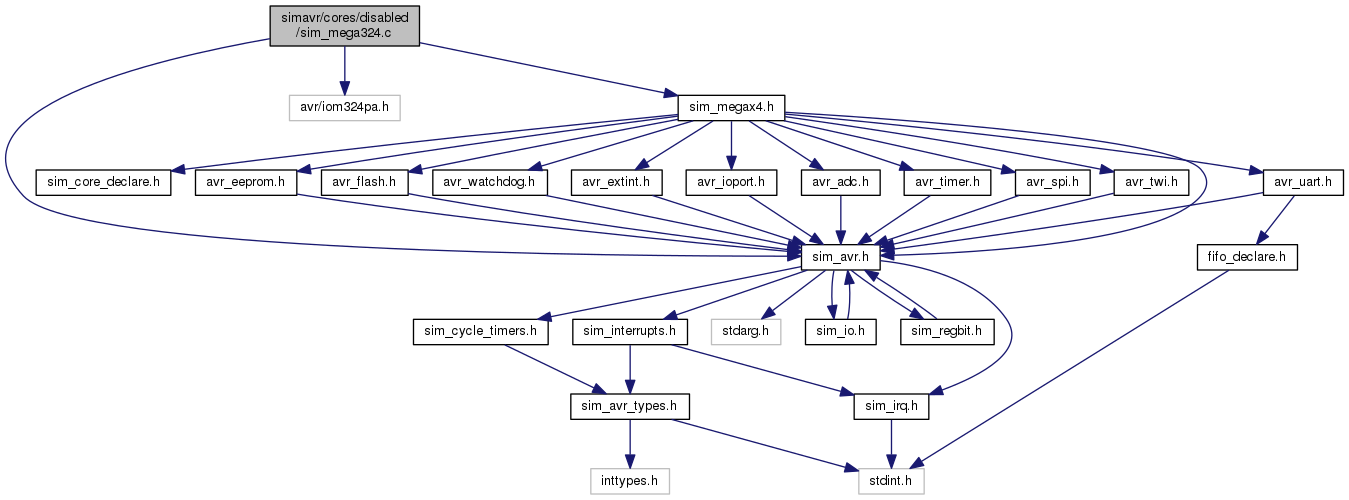 simavr/cores/disabled
/sim_mega324.c
avr/iom324pa.h
sim_megax4.h
sim_core_declare.h
avr_eeprom.h
avr_flash.h
avr_watchdog.h
avr_extint.h
avr_ioport.h
avr_adc.h
avr_timer.h
avr_spi.h
avr_twi.h
avr_uart.h
sim_avr.h
fifo_declare.h
sim_cycle_timers.h
sim_interrupts.h
stdarg.h
sim_io.h
sim_regbit.h
sim_avr_types.h
sim_irq.h
inttypes.h
stdint.h